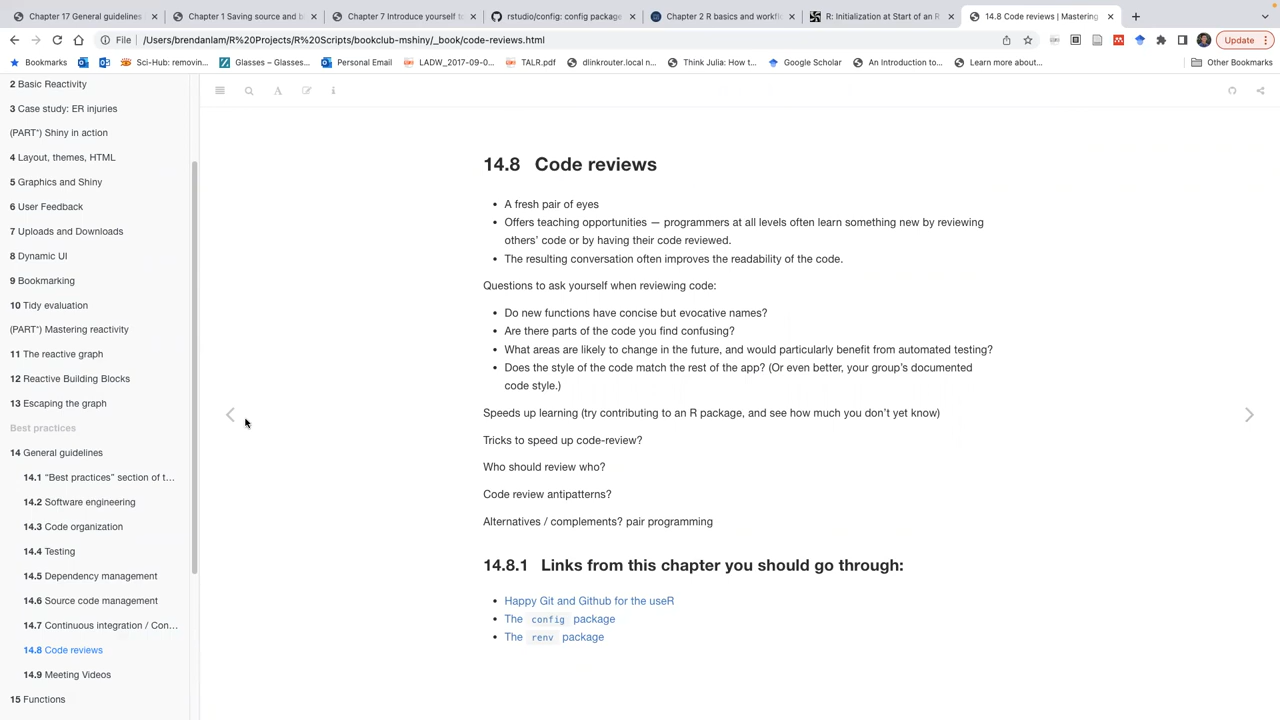 Chapter 17 General guidelines
Chapter 1 Saving source and b
Chapter 7 Introduce yourself to
rstudio/config: config package
Chapter 2 R basics and workfl
R: Initialization at Start of an R
14.8 Code reviews | Mastering
File /Users/brendanlam/R%20Projects/R%20Scripts/bookclub-mshiny/_book/code-reviews.html
Update
Bookmarks
Sci-Hub: removin...
Glasses – Glasses...
Personal Email
LADW_2017-09-0...
TALR.pdf
dlinkrouter.local n...
Think Julia: How t...
Google Scholar
An Introduction to...
Learn more about...
Other Bookmarks
2 Basic Reactivity
3 Case study: ER injuries
(PART*) Shiny in action
4 Layout, themes, HTML
5 Graphics and Shiny
6 User Feedback
7 Uploads and Downloads
8 Dynamic UI
9 Bookmarking
10 Tidy evaluation
(PART*) Mastering reactivity
11 The reactive graph
12 Reactive Building Blocks
13 Escaping the graph
Best practices
14 General guidelines
14.1 “Best practices” section of t...
14.2 Software engineering
14.3 Code organization
14.4 Testing
14.5 Dependency management
14.6 Source code management
14.7 Continuous integration / Con...
14.8 Code reviews
14.9 Meeting Videos
15 Functions
14.8 Code reviews
• A fresh pair of eyes
• Offers teaching opportunities — programmers at all levels often learn something new by reviewing
others’ code or by having their code reviewed.
• The resulting conversation often improves the readability of the code.
Questions to ask yourself when reviewing code:
• Do new functions have concise but evocative names?
• Are there parts of the code you find confusing?
• What areas are likely to change in the future, and would particularly benefit from automated testing?
• Does the style of the code match the rest of the app? (Or even better, your group’s documented
code style.)
Speeds up learning (try contributing to an R package, and see how much you don’t yet know)
Tricks to speed up code-review?
Who should review who?
Code review antipatterns?
Alternatives / complements? pair programming
14.8.1 Links from this chapter you should go through:
• Happy Git and Github for the useR
• The config package
• The renv package